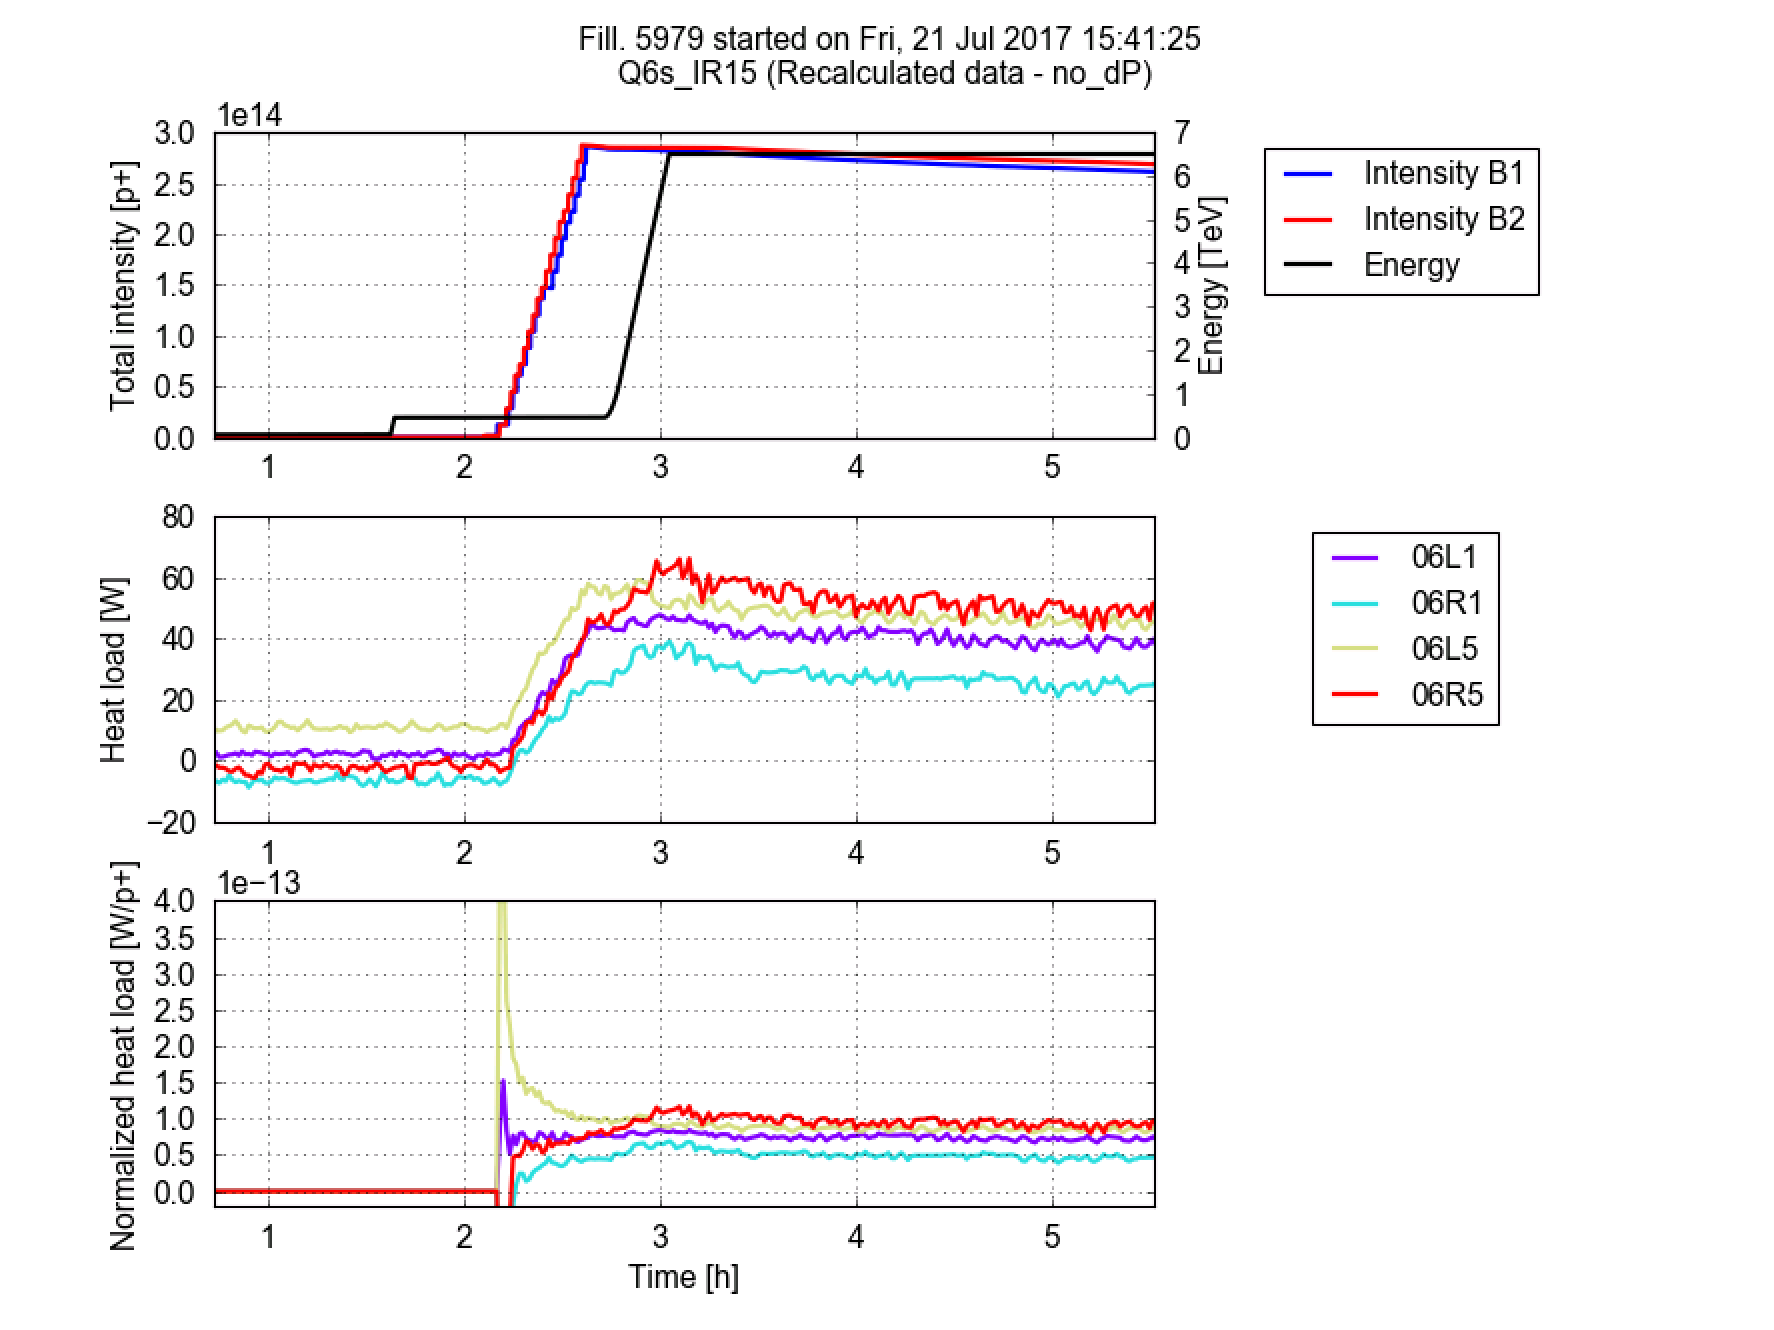 Fill. 5979 started on Fri, 21 Jul 2017 15:41:25
Q6s_IR15 (Recalculated data - no_dP)
1e14
Total intensity [p+]
3.0
2.5
2.0
1.5
1.0
0.5
0.0
7
6
5
4
3
2
1
0
Energy [TeV]
1 2 3 4 5
Intensity B1
Intensity B2
Energy
Heat load [W]
80
60
40
20
0
−20
1 2 3 4 5
06L1
06R1
06L5
06R5
1e−13
Normalized heat load [W/p+]
4.0
3.5
3.0
2.5
2.0
1.5
1.0
0.5
0.0
1 2 3 4 5
Time [h]